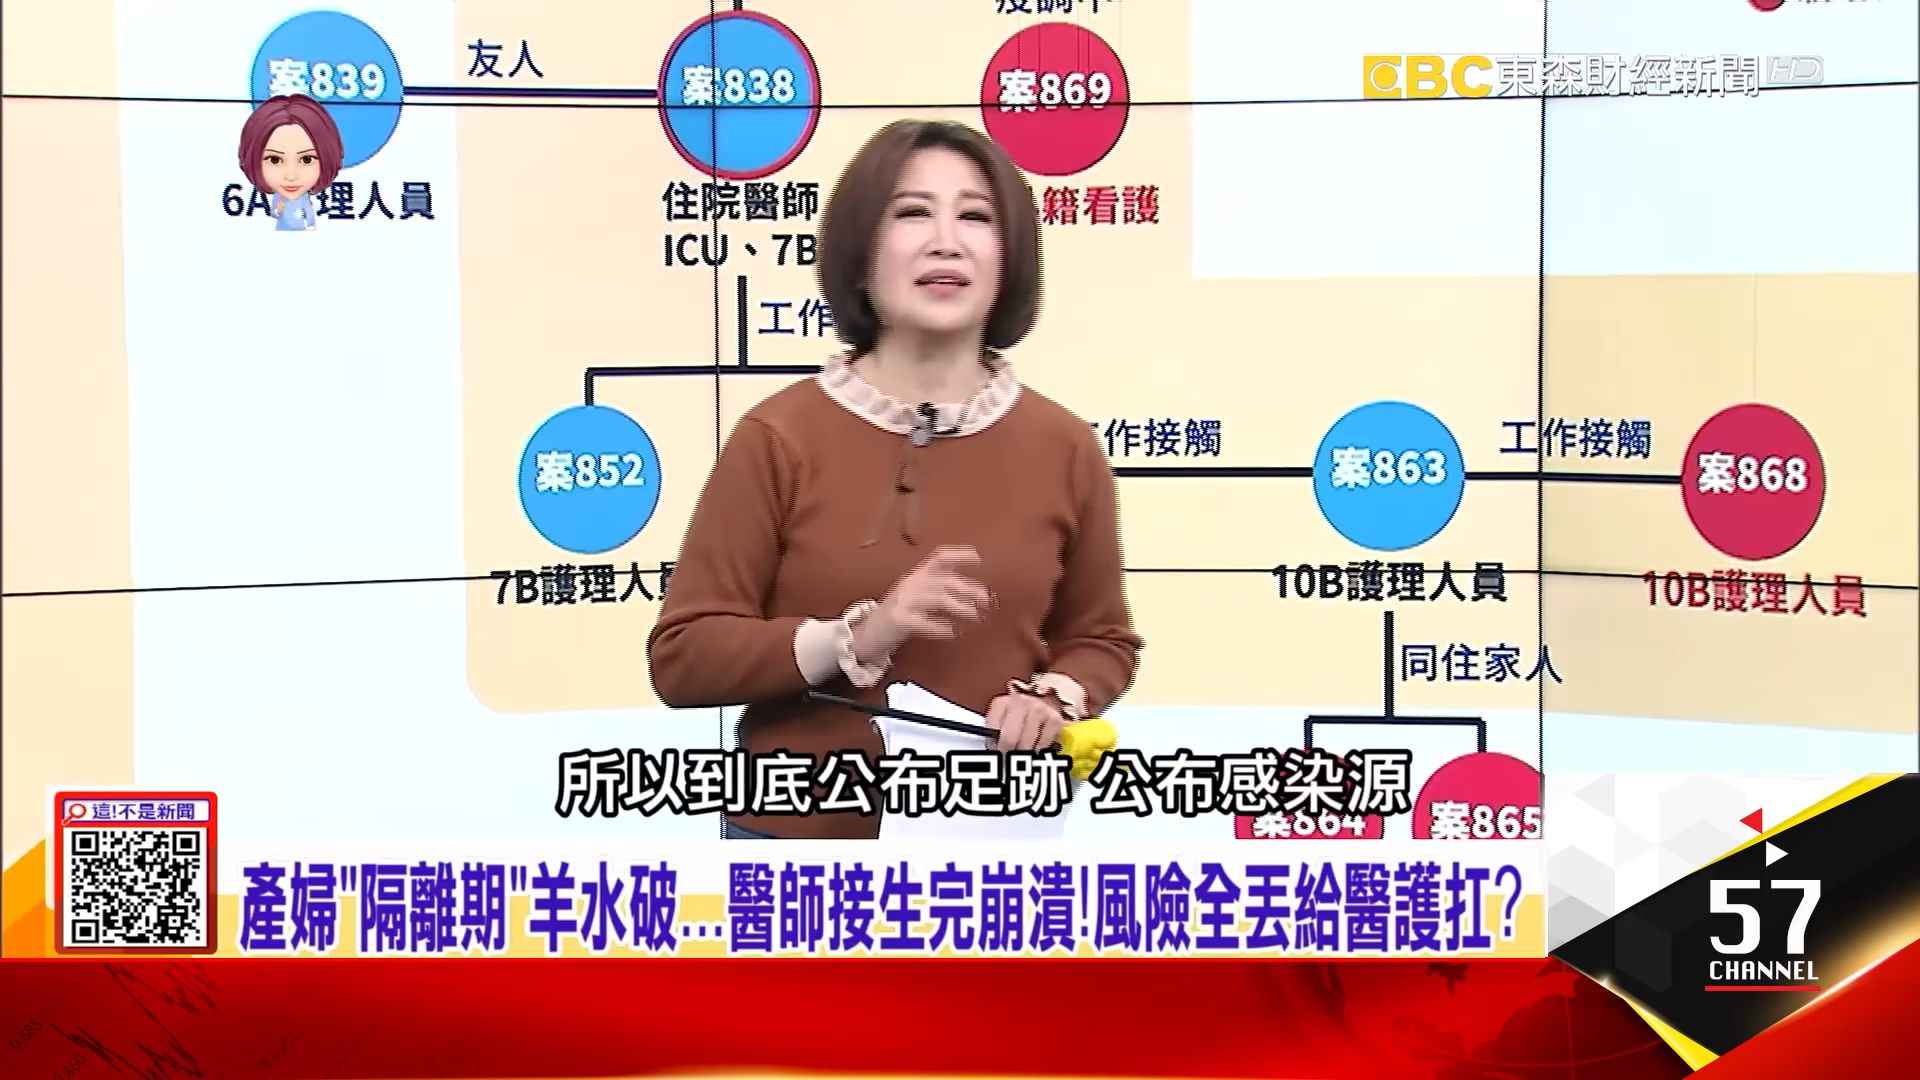 案839
友人
案838
案869
EBC東森財經新聞HD
住院醫師
籍看護
ICU、7B
工作
案852
作接觸
案863
工作接觸
案868
7B護理人員
10B護理人員
10B護理人員
同住家人
所以到底公布足跡 公布感染源
案864
案865
這!不是新聞
產婦"隔離期"羊水破...醫師接生完崩潰!風險全丟給醫護扛?
57
CHANNEL